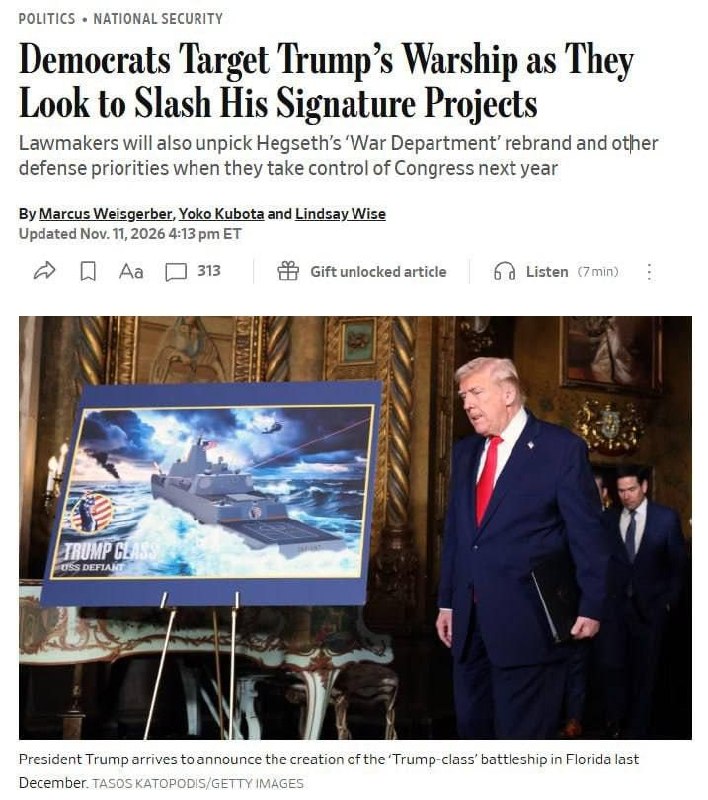 POLITICS • NATIONAL SECURITY
Democrats Target Trump's Warship as They
Look to Slash His Signature Projects
Lawmakers will also unpick Hegseth's 'War Department' rebrand and other
defense priorities when they take control of Congress next year
By Marcus Weisgerber, Yoko Kubota and Lindsay Wise
Updated Nov. 11, 2026 4:13 pm ET
Aa 313 Gift unlocked article Listen (7 min)
TRUMP CLASS
USS DEFIANT
President Trump arrives to announce the creation of the 'Trump-class' battleship in Florida last
December. TASOS KATOPODIS/GETTY IMAGES